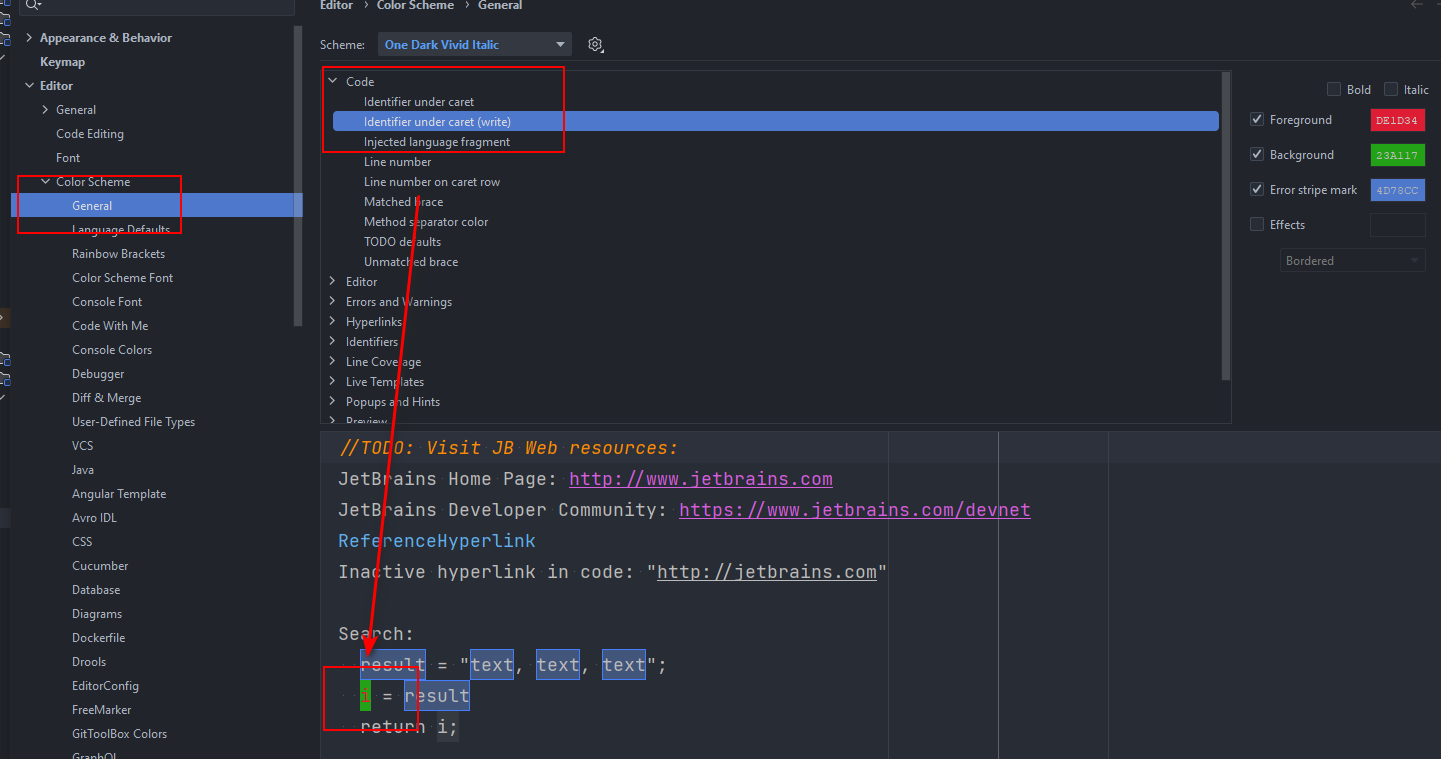 Editor › Color Scheme › General
Appearance & Behavior
Keymap
Editor
General
Code Editing
Font
Color Scheme
General
Language Defaults
Rainbow Brackets
Color Scheme Font
Console Font
Code With Me
Console Colors
Debugger
Diff & Merge
User-Defined File Types
VCS
Java
Angular Template
Avro IDL
CSS
Cucumber
Database
Diagrams
Dockerfile
Drools
EditorConfig
FreeMarker
GitToolBox Colors
GraphQL
Scheme: One Dark Vivid Italic
Code
Identifier under caret
Identifier under caret (write)
Injected language fragment
Line number
Line number on caret row
Matched brace
Method separator color
TODO defaults
Unmatched brace
Editor
Errors and Warnings
Hyperlinks
Identifiers
Line Coverage
Live Templates
Popups and Hints
Preview
Bold Italic
Foreground DE1D34
Background 23A117
Error stripe mark 4D78CC
Effects
Bordered
//TODO: Visit JB Web resources:
JetBrains Home Page: http://www.jetbrains.com
JetBrains Developer Community: https://www.jetbrains.com/devnet
ReferenceHyperlink
Inactive hyperlink in code: "http://jetbrains.com"
Search:
result = "text, text, text";
i = result
return i;